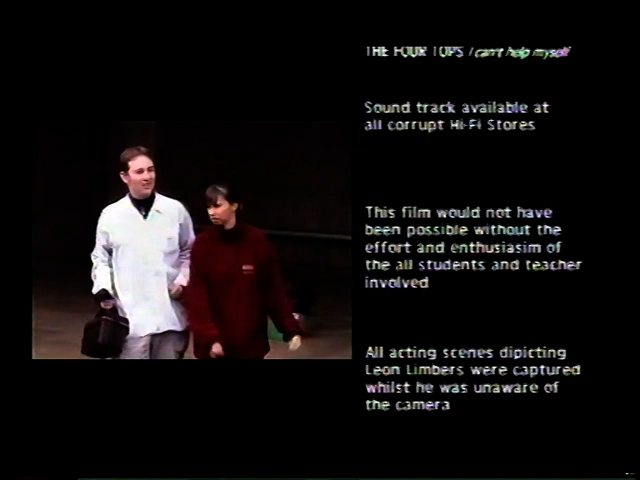 THE FOUR TOPS / can't help myself
Sound track available at
all corrupt Hi-Fi Stores
This film would not have
been possible without the
effort and enthusiasim of
the all students and teacher
involved
All acting scenes dipicting
Leon Limbers were captured
whilst he was unaware of
the camera